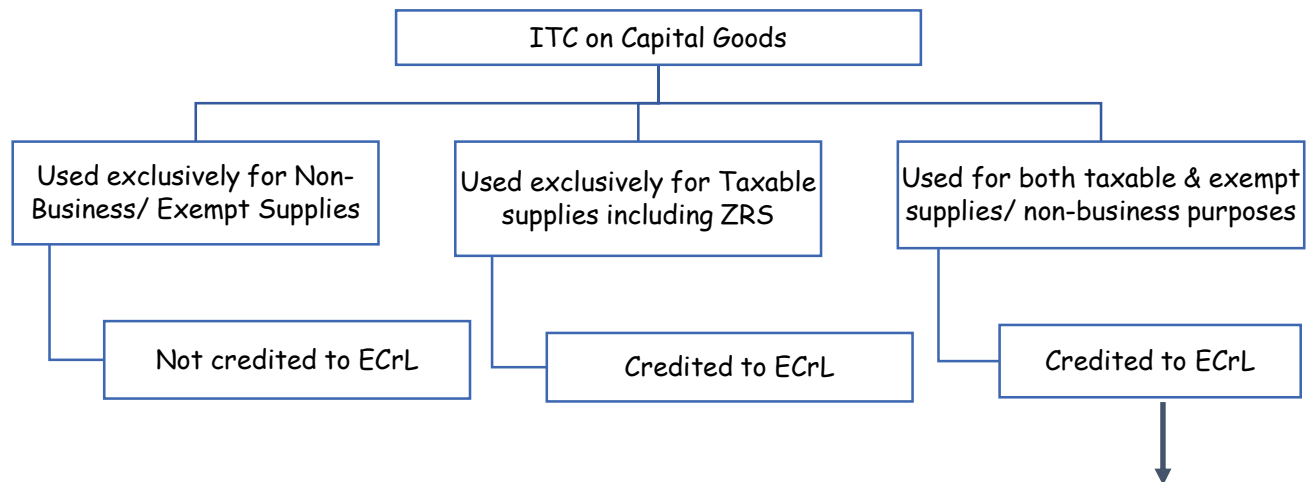 ITC on Capital Goods
Used exclusively for Non-
Business/ Exempt Supplies
Used exclusively for Taxable
supplies including ZRS
Used for both taxable & exempt
supplies/ non-business purposes
Not credited to ECrL
Credited to ECrL
Credited to ECrL